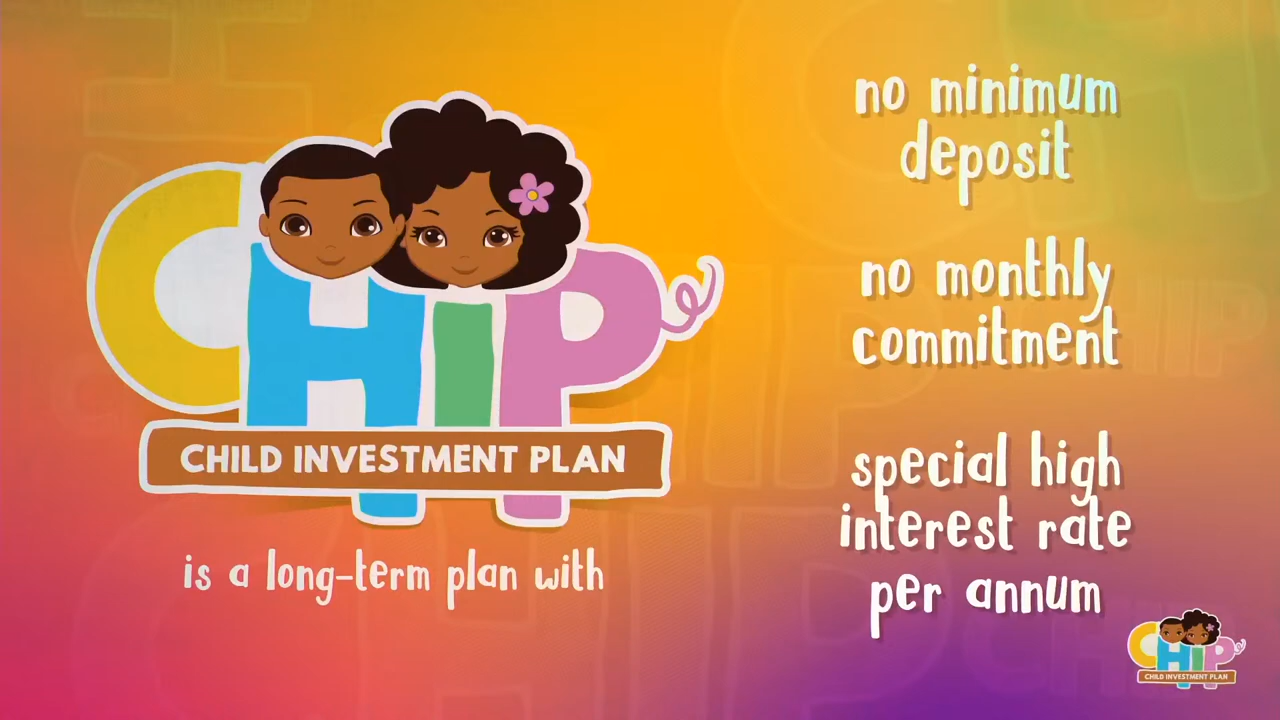 CHIP
CHILD INVESTMENT PLAN
is a long-term plan with
no minimum
deposit
no monthly
commitment
special high
interest rate
per annum
CHIP
CHILD INVESTMENT PLAN